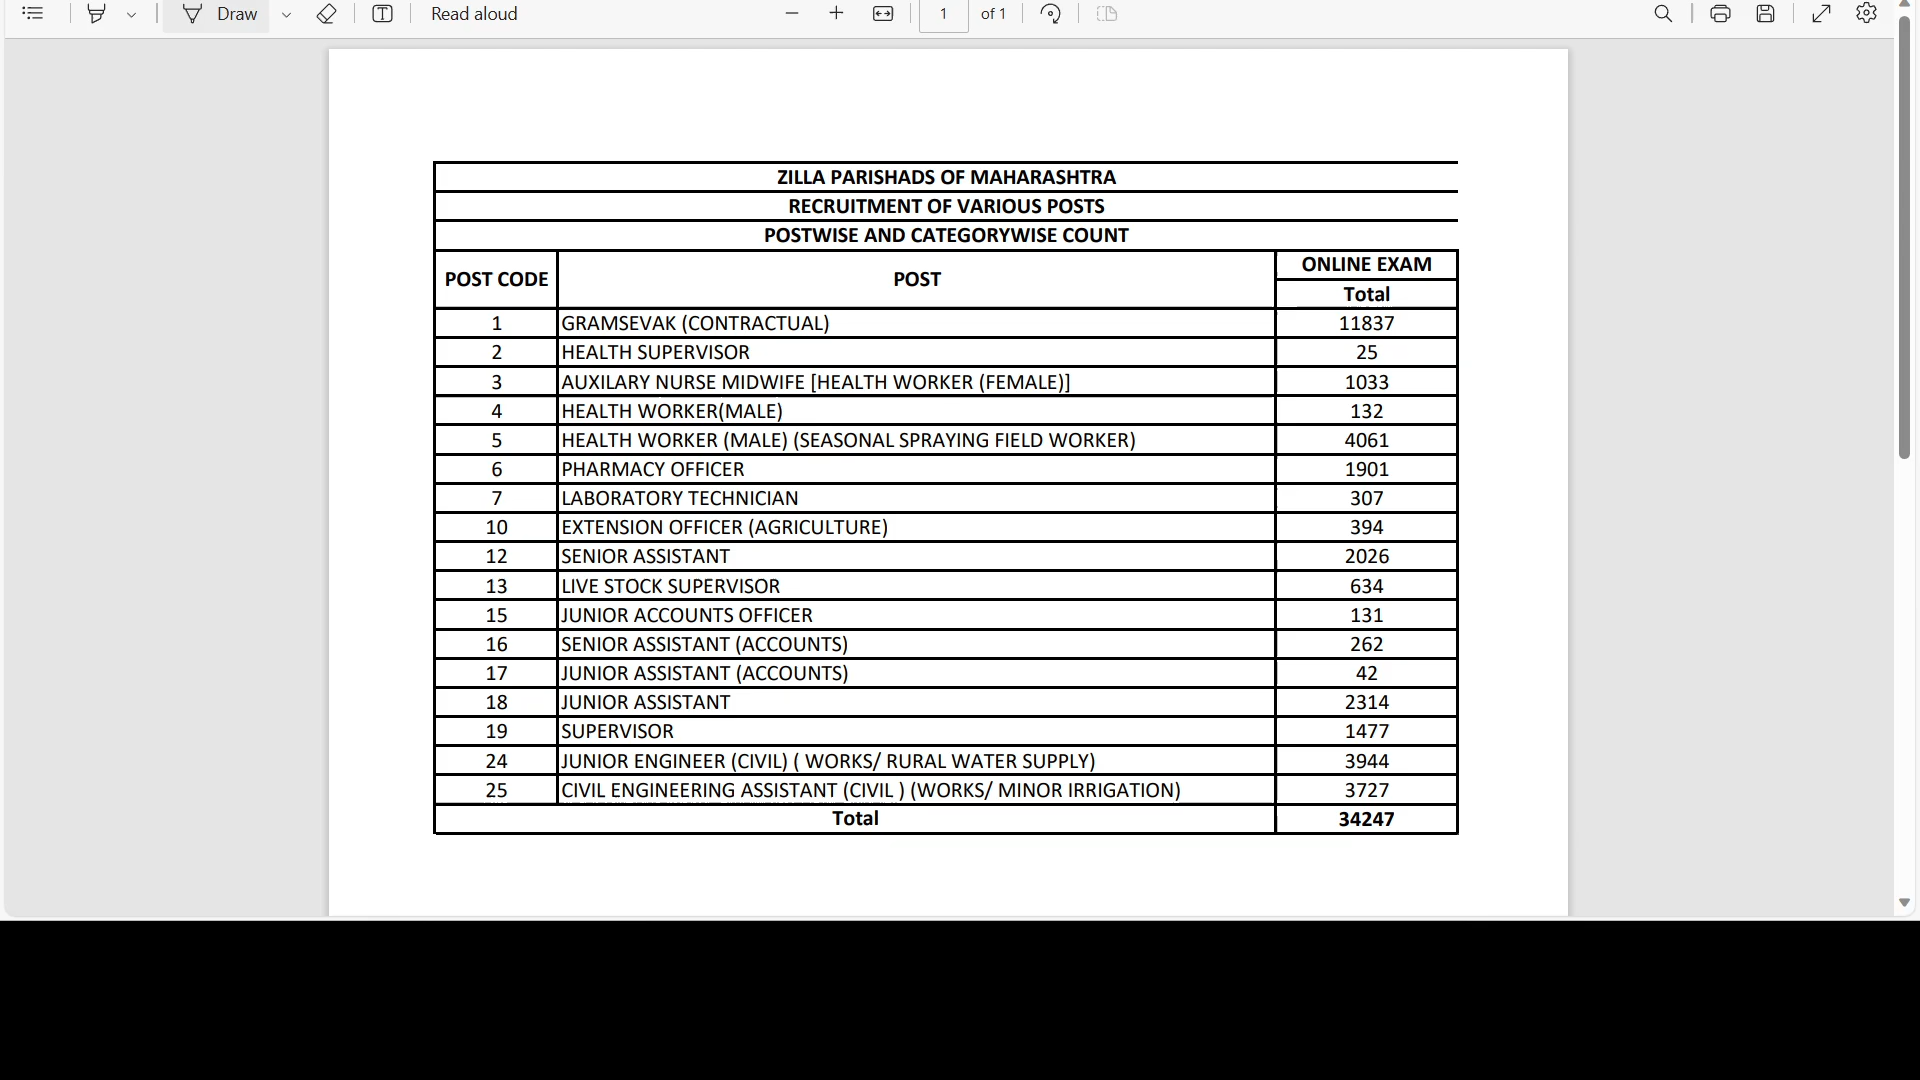 Draw
Read aloud
1 of 1
ZILLA PARISHADS OF MAHARASHTRA
RECRUITMENT OF VARIOUS POSTS
POSTWISE AND CATEGORYWISE COUNT
POST CODE POST ONLINE EXAM
Total
1 GRAMSEVAK (CONTRACTUAL) 11837
2 HEALTH SUPERVISOR 25
3 AUXILARY NURSE MIDWIFE [HEALTH WORKER (FEMALE)] 1033
4 HEALTH WORKER(MALE) 132
5 HEALTH WORKER (MALE) (SEASONAL SPRAYING FIELD WORKER) 4061
6 PHARMACY OFFICER 1901
7 LABORATORY TECHNICIAN 307
10 EXTENSION OFFICER (AGRICULTURE) 394
12 SENIOR ASSISTANT 2026
13 LIVE STOCK SUPERVISOR 634
15 JUNIOR ACCOUNTS OFFICER 131
16 SENIOR ASSISTANT (ACCOUNTS) 262
17 JUNIOR ASSISTANT (ACCOUNTS) 42
18 JUNIOR ASSISTANT 2314
19 SUPERVISOR 1477
24 JUNIOR ENGINEER (CIVIL) ( WORKS/ RURAL WATER SUPPLY) 3944
25 CIVIL ENGINEERING ASSISTANT (CIVIL ) (WORKS/ MINOR IRRIGATION) 3727
Total 34247